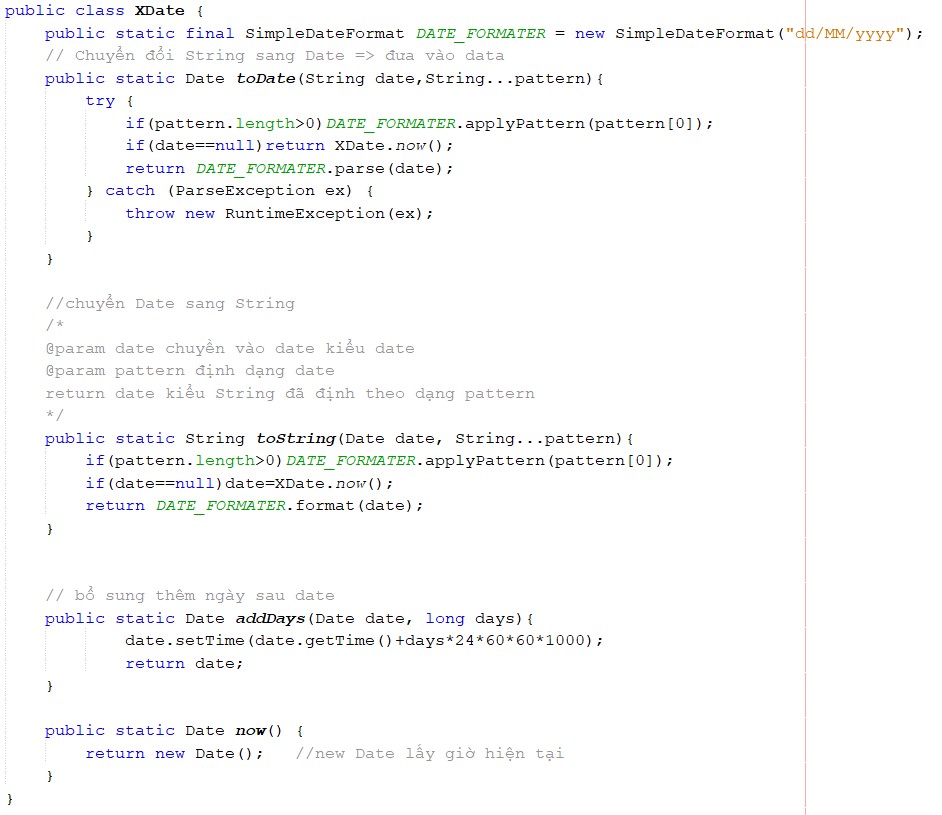 public class XDate {
    public static final SimpleDateFormat DATE_FORMATER = new SimpleDateFormat("dd/MM/yyyy");
    // Chuyển đổi String sang Date => đưa vào data
    public static Date toDate(String date,String...pattern){
        try {
            if(pattern.length>0)DATE_FORMATER.applyPattern(pattern[0]);
            if(date==null)return XDate.now();
            return DATE_FORMATER.parse(date);
        } catch (ParseException ex) {
            throw new RuntimeException(ex);
        }
    }
    //chuyển Date sang String
    /*
    @param date chuyền vào date kiểu date
    @param pattern định dạng date
    return date kiểu String đã định theo dạng pattern
    */
    public static String toString(Date date, String...pattern){
        if(pattern.length>0)DATE_FORMATER.applyPattern(pattern[0]);
        if(date==null)date=XDate.now();
        return DATE_FORMATER.format(date);
    }
    // bổ sung thêm ngày sau date
    public static Date addDays(Date date, long days){
            date.setTime(date.getTime()+days*24*60*60*1000);
            return date;
    }
    public static Date now() {
        return new Date();   //new Date lấy giờ hiện tại
    }
}